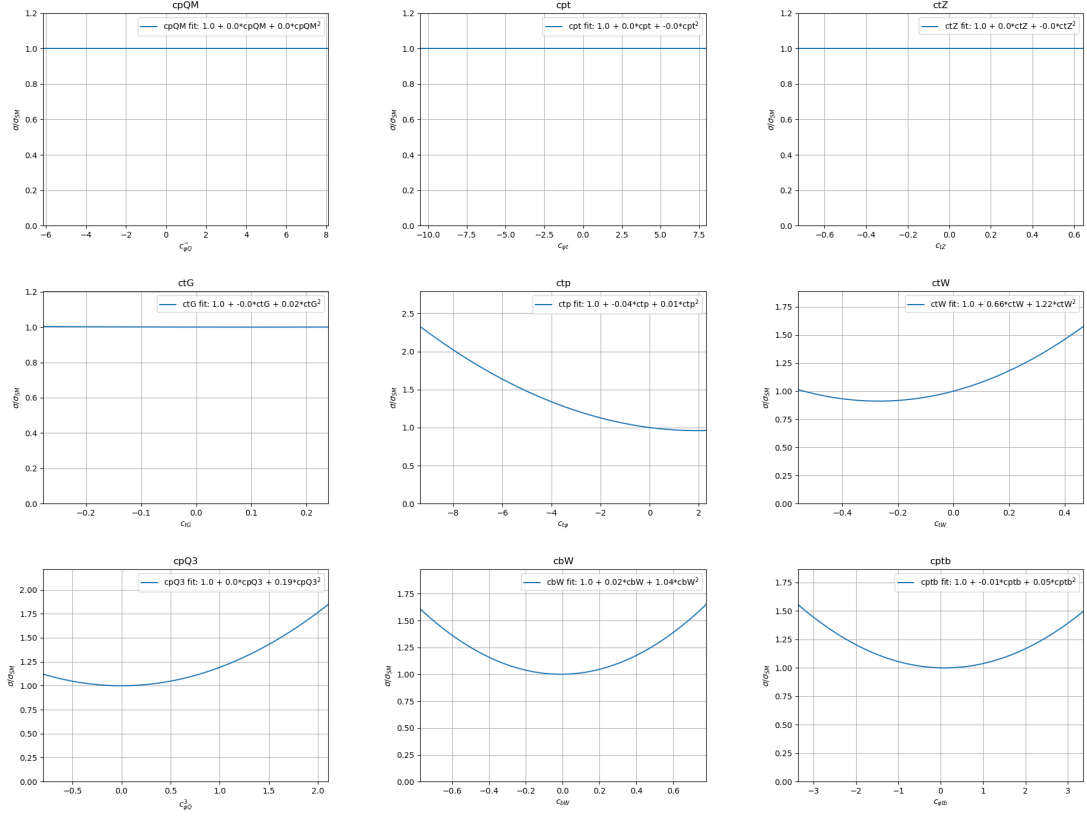 cpQM
cpQM fit: 1.0 + 0.0*cpQM + 0.0*cpQM²
1.2
1.0
0.8
0.6
0.4
0.2
0.0
σ/σSM
−6 −4 −2 0 2 4 6 8
c⁻φQ
cpt
cpt fit: 1.0 + 0.0*cpt + -0.0*cpt²
1.2
1.0
0.8
0.6
0.4
0.2
0.0
σ/σSM
−10.0 −7.5 −5.0 −2.5 0.0 2.5 5.0 7.5
cφt
ctZ
ctZ fit: 1.0 + 0.0*ctZ + -0.0*ctZ²
1.2
1.0
0.8
0.6
0.4
0.2
0.0
σ/σSM
−0.6 −0.4 −0.2 0.0 0.2 0.4 0.6
ctZ
ctG
ctG fit: 1.0 + -0.0*ctG + 0.02*ctG²
1.2
1.0
0.8
0.6
0.4
0.2
0.0
σ/σSM
−0.2 −0.1 0.0 0.1 0.2
ctG
ctp
ctp fit: 1.0 + -0.04*ctp + 0.01*ctp²
2.5
2.0
1.5
1.0
0.5
0.0
σ/σSM
−8 −6 −4 −2 0 2
ctφ
ctW
ctW fit: 1.0 + 0.66*ctW + 1.22*ctW²
1.75
1.50
1.25
1.00
0.75
0.50
0.25
0.00
σ/σSM
−0.4 −0.2 0.0 0.2 0.4
ctW
cpQ3
cpQ3 fit: 1.0 + 0.0*cpQ3 + 0.19*cpQ3²
2.00
1.75
1.50
1.25
1.00
0.75
0.50
0.25
0.00
σ/σSM
−0.5 0.0 0.5 1.0 1.5 2.0
c³φQ
cbW
cbW fit: 1.0 + 0.02*cbW + 1.04*cbW²
1.75
1.50
1.25
1.00
0.75
0.50
0.25
0.00
σ/σSM
−0.6 −0.4 −0.2 0.0 0.2 0.4 0.6
cbW
cptb
cptb fit: 1.0 + -0.01*cptb + 0.05*cptb²
1.75
1.50
1.25
1.00
0.75
0.50
0.25
0.00
σ/σSM
−3 −2 −1 0 1 2 3
cφtb